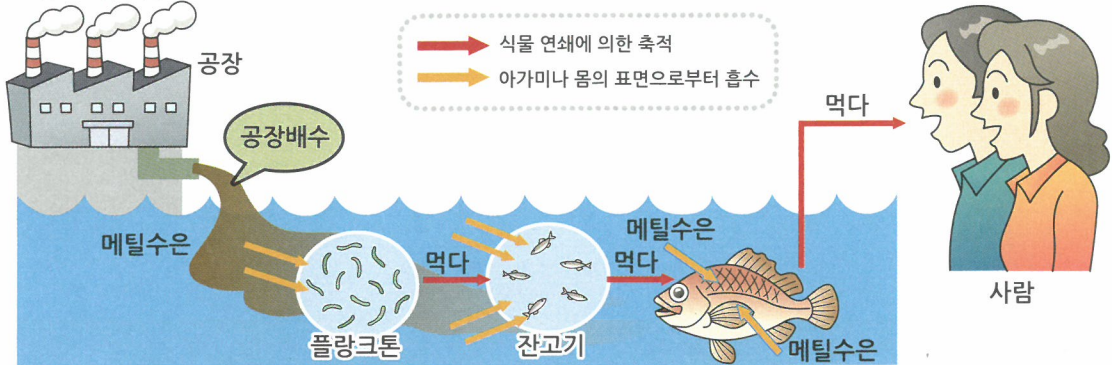 공장
식물 연쇄에 의한 축적
아가미나 몸의 표면으로부터 흡수
공장배수
먹다
메틸수은
먹다
먹다
메틸수은
플랑크톤
잔고기
메틸수은
사람